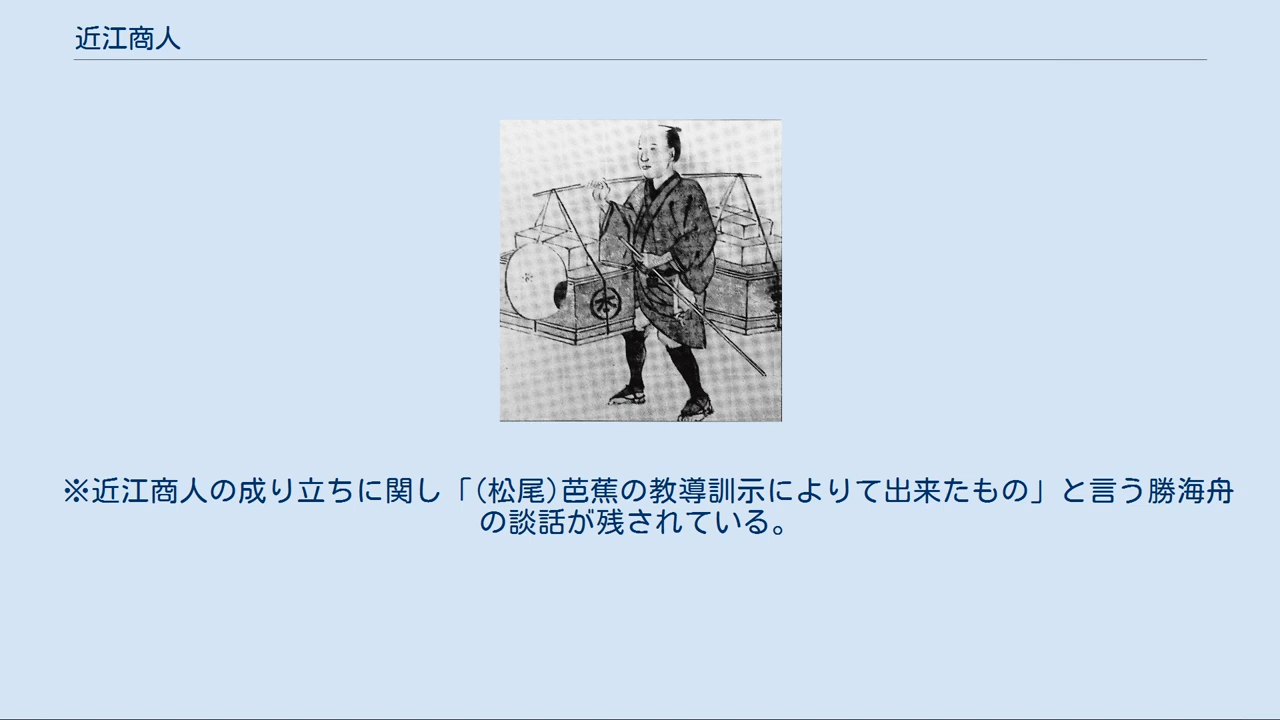 近江商人
※近江商人の成り立ちに関し「(松尾)芭蕉の教導訓示によりて出来たもの」と言う勝海舟
の談話が残されている。